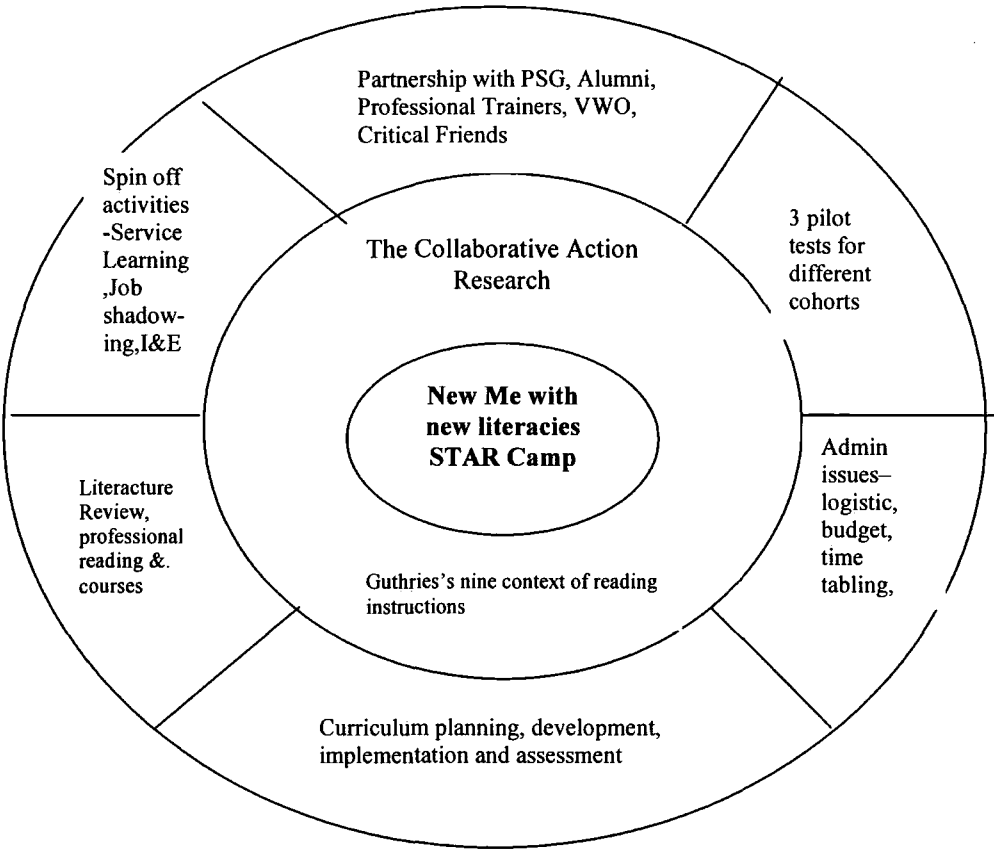 Partnership with PSG, Alumni,
Professional Trainers, VWO,
Critical Friends
Spin off
activities
-Service
Learning
,Job
shadow-
ing,I&E
3 pilot
tests for
different
cohorts
The Collaborative Action
Research
New Me with
new literacies
STAR Camp
Literacture
Review,
professional
reading &.
courses
Admin
issues–
logistic,
budget,
time
tabling,
Guthries's nine context of reading
instructions
Curriculum planning, development,
implementation and assessment